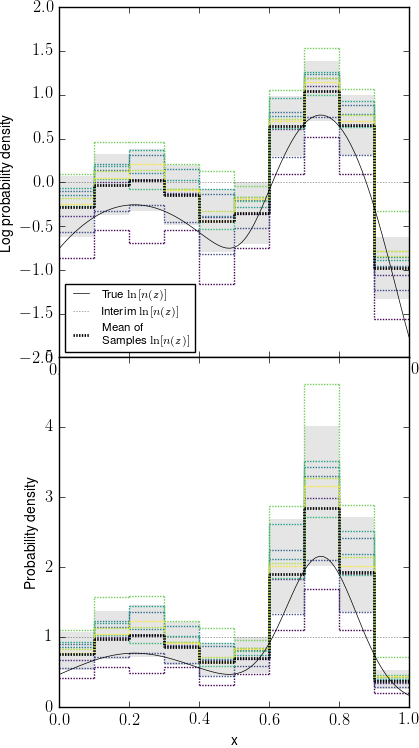 2.0
1.5
1.0
0.5
0.0
−0.5
−1.0
−1.5
−2.0
Log probability density
True ln[n(z)]
Interim ln[n(z)]
Mean of
Samples ln[n(z)]
0
0
4
3
2
1
0
Probability density
0.0 0.2 0.4 0.6 0.8 1.0
x